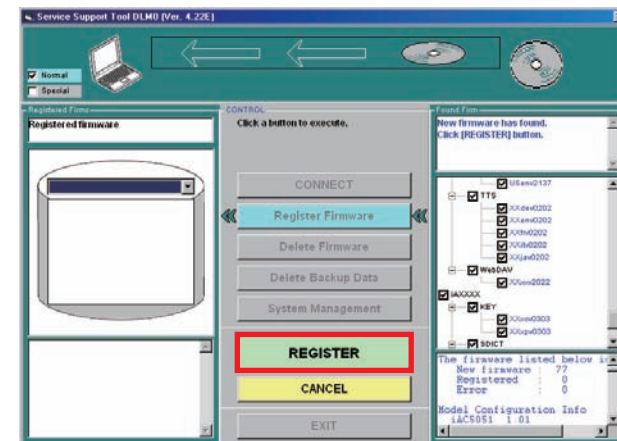 Service Support Tool DLM0 (Ver. 4.22E)
Normal
Special
Registered Firms
Registered firmware
CONTROL
Click a button to execute.
CONNECT
Register Firmware
Delete Firmware
Delete Backup Data
System Management
REGISTER
CANCEL
EXIT
Found Firm
New firmware has found.
Click [REGISTER] button.
USenv2137
TTS
XXdev0202
XXenv0202
XXfrv0202
XXitv0202
XXjav0202
WebDAV
XXenv2022
iAXXXX
KEY
SDICT
The firmware listed below i
New firmware : 77
Registered : 0
Error : 0
Model Configuration Info
iAC5051 1.01